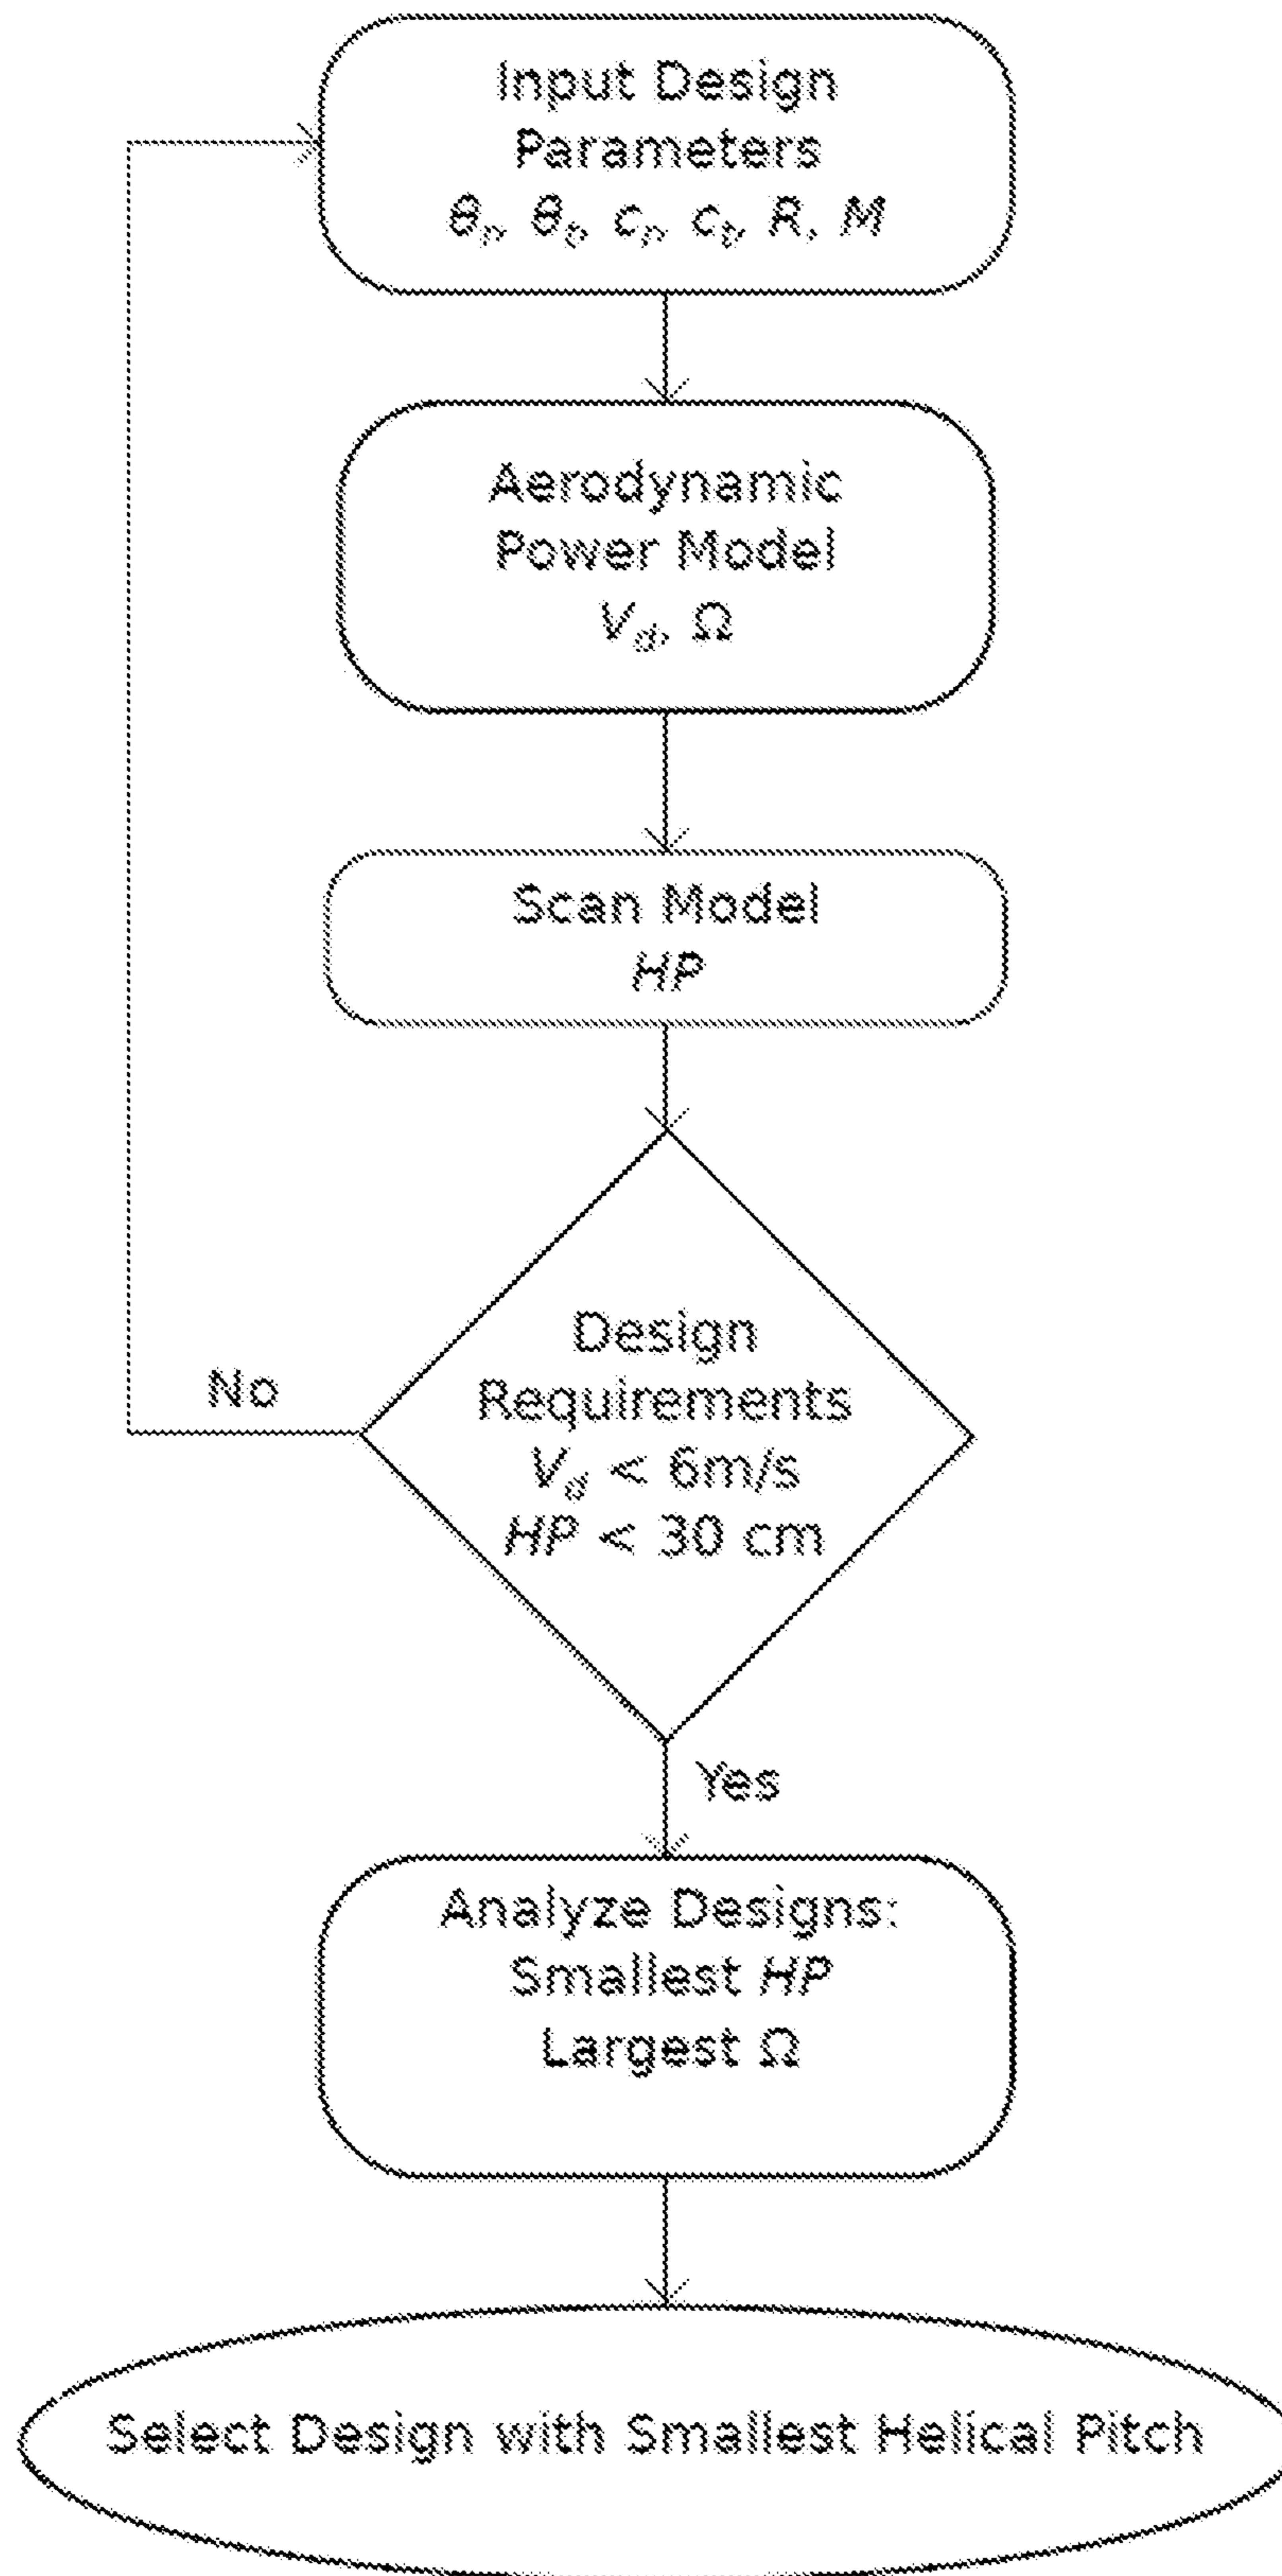 Input Design
Parameters
θr, θt, cr, ct, R, M
Aerodynamic
Power Model
Vd, Ω
Scan Model
HP
Design
Requirements
Vd < 6m/s
HP < 30 cm
No
Yes
Analyze Designs:
Smallest HP
Largest Ω
Select Design with Smallest Helical Pitch